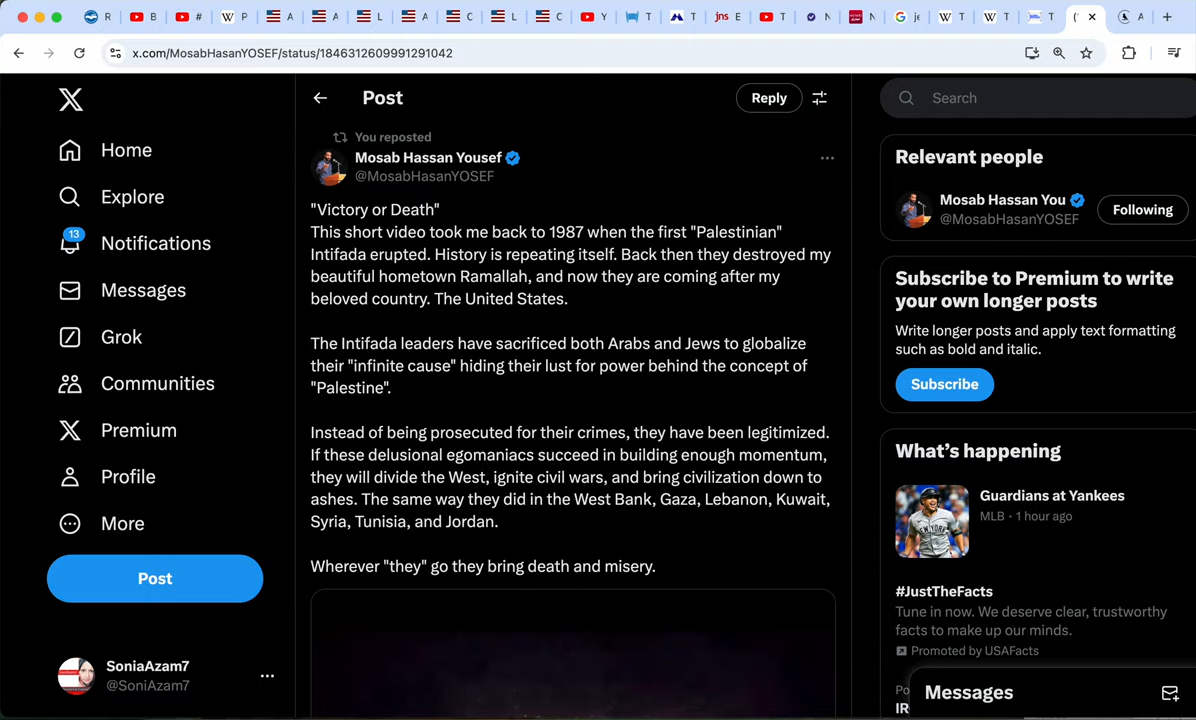 R
B
#
P
A
A
L
A
C
L
C
Y
T
T
jns E
T
N
N
je
T
T
T
(
A
x.com/MosabHasanYOSEF/status/1846312609991291042
Home
Explore
13
Notifications
Messages
Grok
Communities
Premium
Profile
More
Post
SoniaAzam7
@SoniAzam7
Post
Reply
You reposted
Mosab Hassan Yousef
@MosabHasanYOSEF
"Victory or Death"
This short video took me back to 1987 when the first "Palestinian"
Intifada erupted. History is repeating itself. Back then they destroyed my
beautiful hometown Ramallah, and now they are coming after my
beloved country. The United States.
The Intifada leaders have sacrificed both Arabs and Jews to globalize
their "infinite cause" hiding their lust for power behind the concept of
"Palestine".
Instead of being prosecuted for their crimes, they have been legitimized.
If these delusional egomaniacs succeed in building enough momentum,
they will divide the West, ignite civil wars, and bring civilization down to
ashes. The same way they did in the West Bank, Gaza, Lebanon, Kuwait,
Syria, Tunisia, and Jordan.
Wherever "they" go they bring death and misery.
Search
Relevant people
Mosab Hassan You
@MosabHasanYOSEF
Following
Subscribe to Premium to write
your own longer posts
Write longer posts and apply text formatting
such as bold and italic.
Subscribe
What's happening
Guardians at Yankees
MLB · 1 hour ago
#JustTheFacts
Tune in now. We deserve clear, trustworthy
facts to make up our minds.
Promoted by USAFacts
Po
IR
Messages